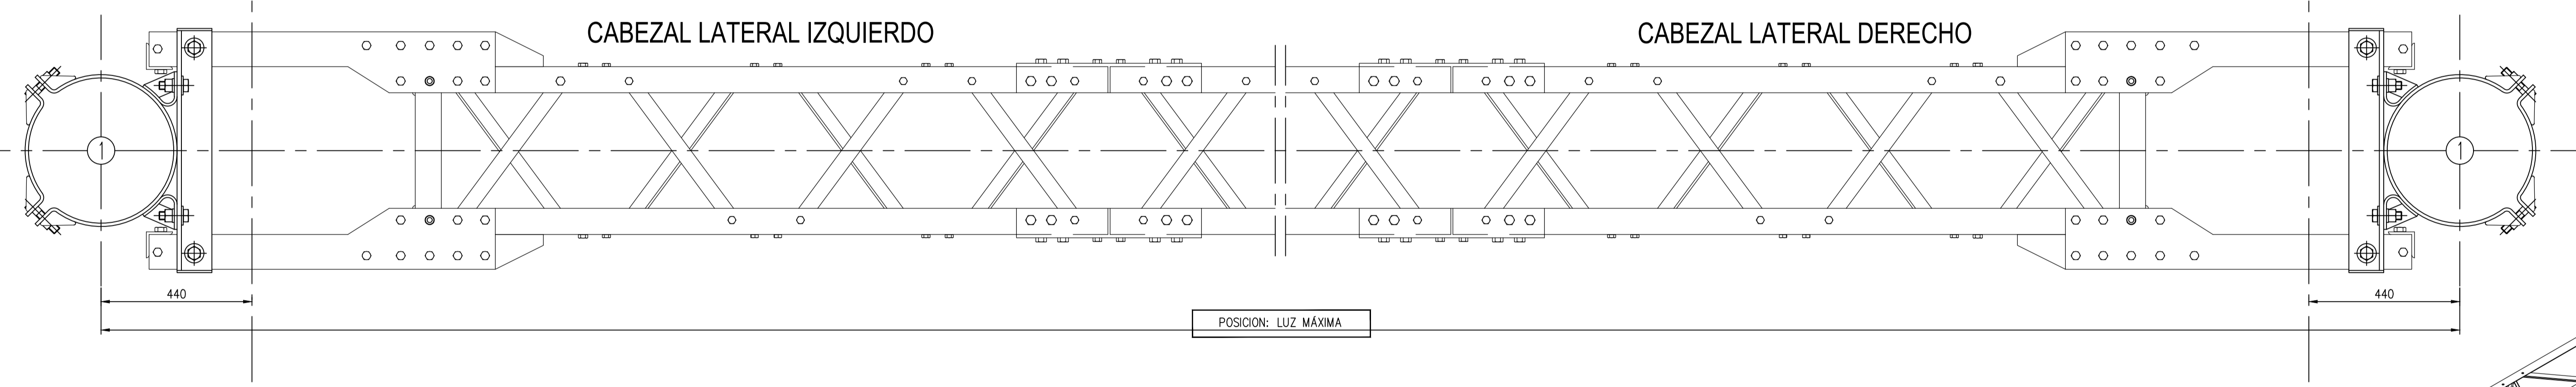 CABEZAL LATERAL IZQUIERDO
CABEZAL LATERAL DERECHO
1
1
440
440
POSICION: LUZ MÁXIMA